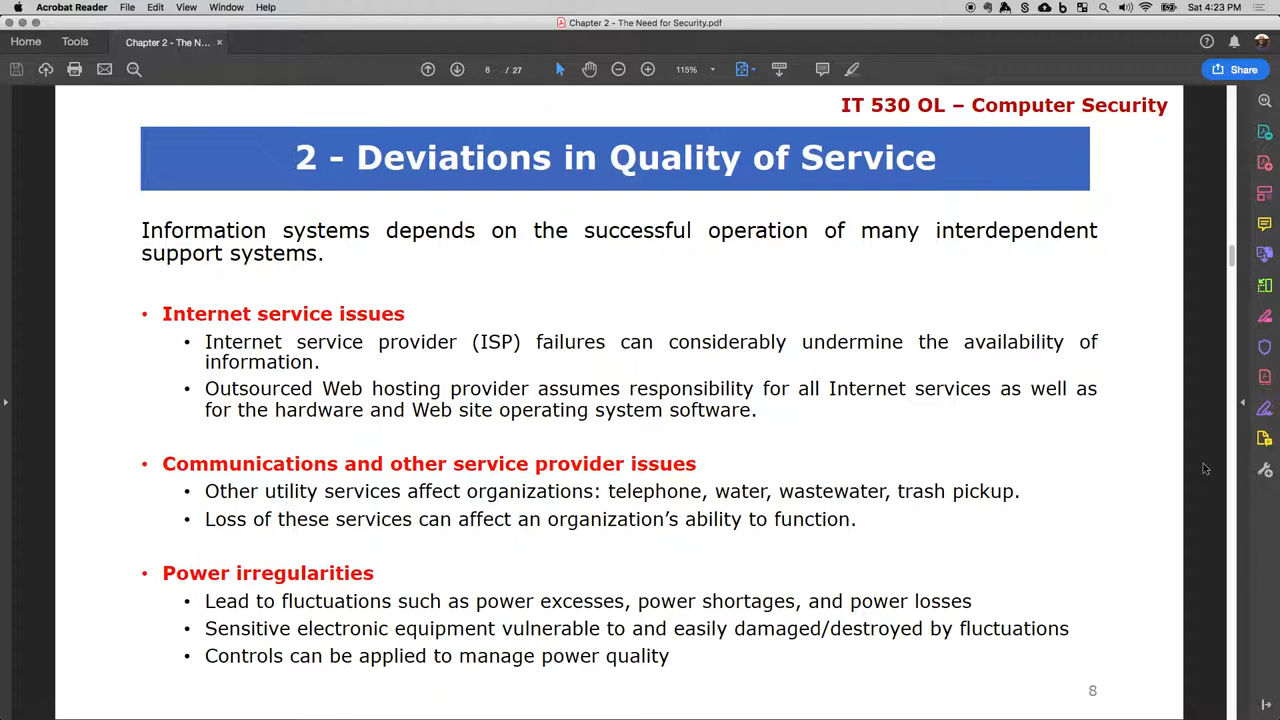 Acrobat Reader File Edit View Window Help Sat 4:23 PM
Chapter 2 - The Need for Security.pdf
Home Tools Chapter 2 - The N... ×
8 / 27 115% Share
IT 530 OL – Computer Security
2 - Deviations in Quality of Service
Information systems depends on the successful operation of many interdependent
support systems.
• Internet service issues
• Internet service provider (ISP) failures can considerably undermine the availability of
information.
• Outsourced Web hosting provider assumes responsibility for all Internet services as well as
for the hardware and Web site operating system software.
• Communications and other service provider issues
• Other utility services affect organizations: telephone, water, wastewater, trash pickup.
• Loss of these services can affect an organization’s ability to function.
• Power irregularities
• Lead to fluctuations such as power excesses, power shortages, and power losses
• Sensitive electronic equipment vulnerable to and easily damaged/destroyed by fluctuations
• Controls can be applied to manage power quality
8